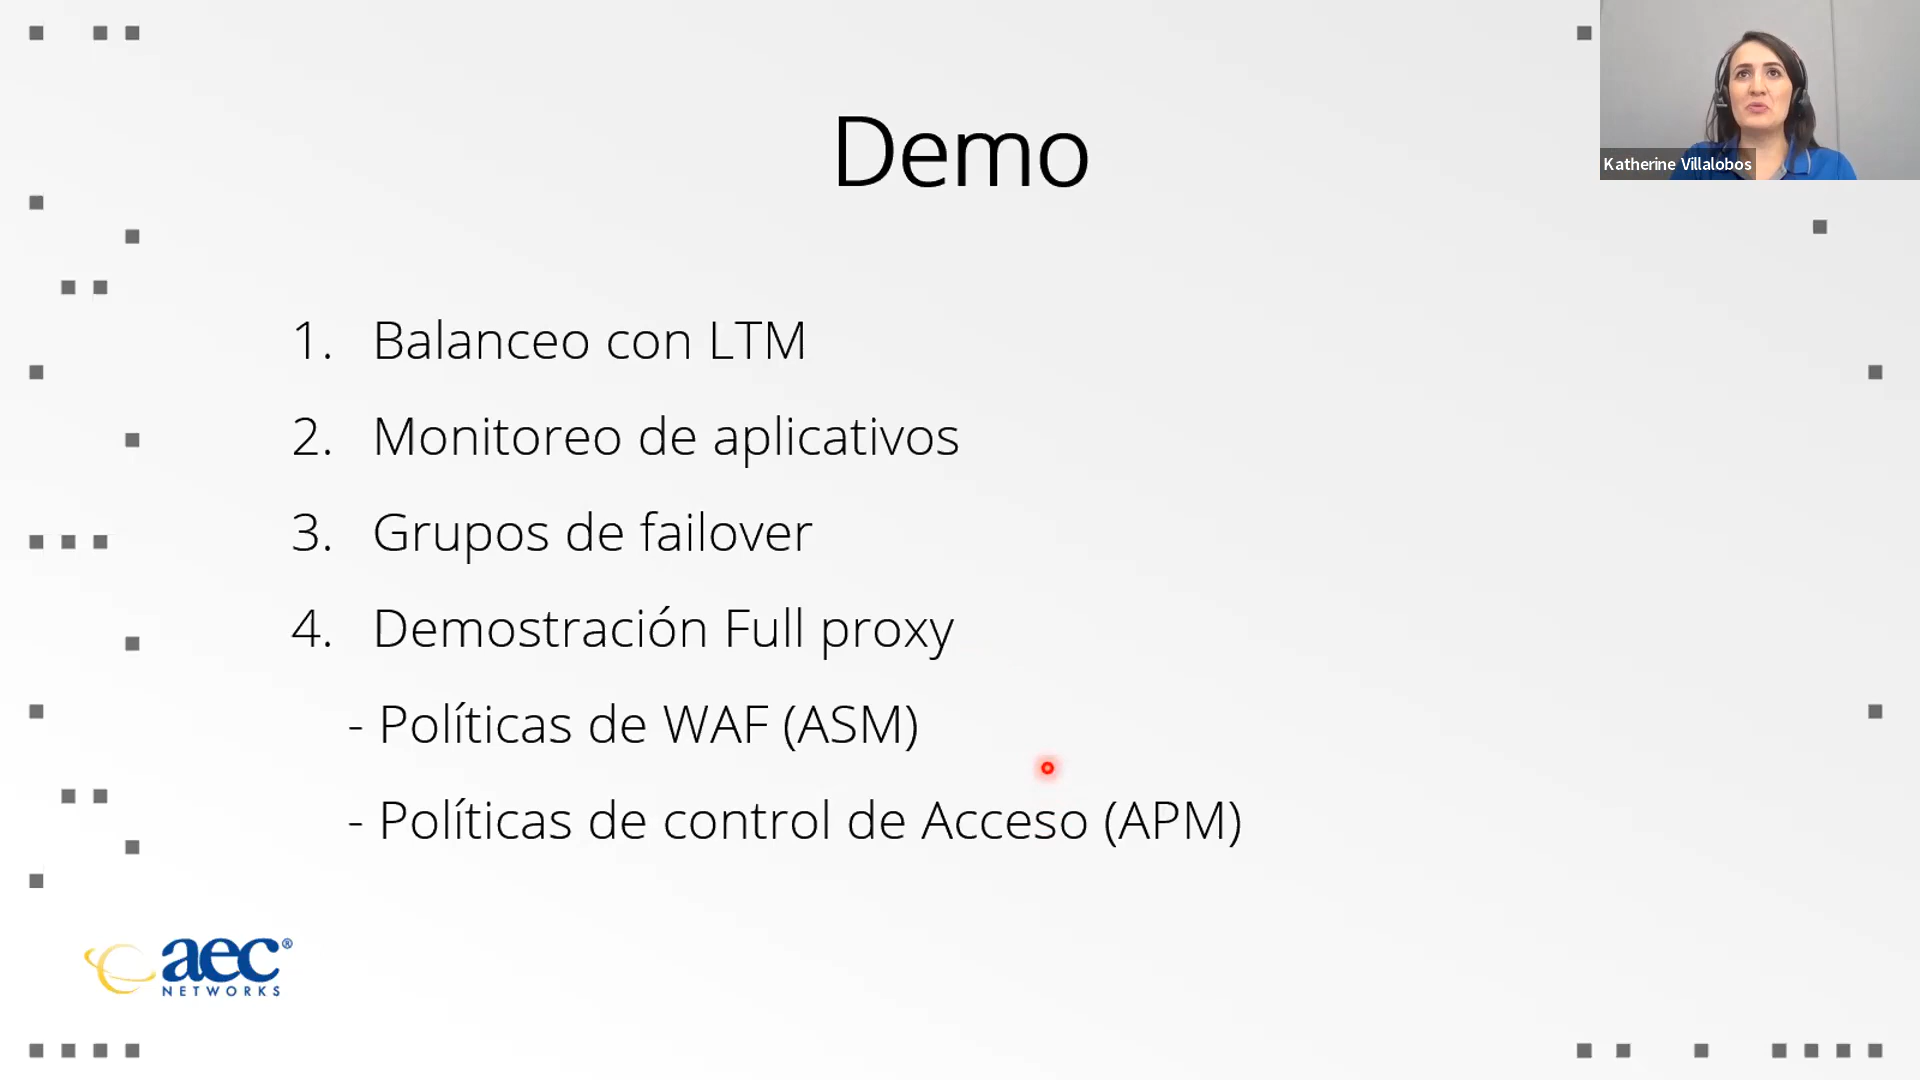 Demo
Katherine Villalobos
1. Balanceo con LTM
2. Monitoreo de aplicativos
3. Grupos de failover
4. Demostración Full proxy
- Políticas de WAF (ASM)
- Políticas de control de Acceso (APM)
aec®
NETWORKS